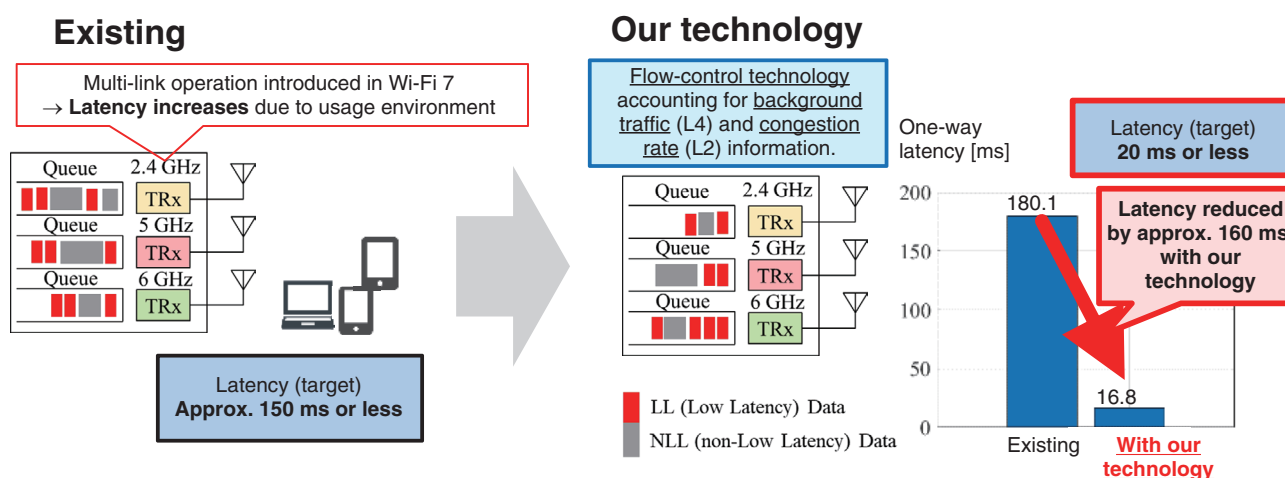 Existing
Multi-link operation introduced in Wi-Fi 7
→ Latency increases due to usage environment
Queue
2.4 GHz
TRx
Queue
5 GHz
TRx
Queue
6 GHz
TRx
Latency (target)
Approx. 150 ms or less
Our technology
Flow-control technology
accounting for background
traffic (L4) and congestion
rate (L2) information.
Queue
2.4 GHz
TRx
Queue
5 GHz
TRx
Queue
6 GHz
TRx
LL (Low Latency) Data
NLL (non-Low Latency) Data
One-way
latency [ms]
Latency (target)
20 ms or less
Latency reduced
by approx. 160 ms
with our
technology
200
150
100
50
0
180.1
16.8
Existing
With our
technology